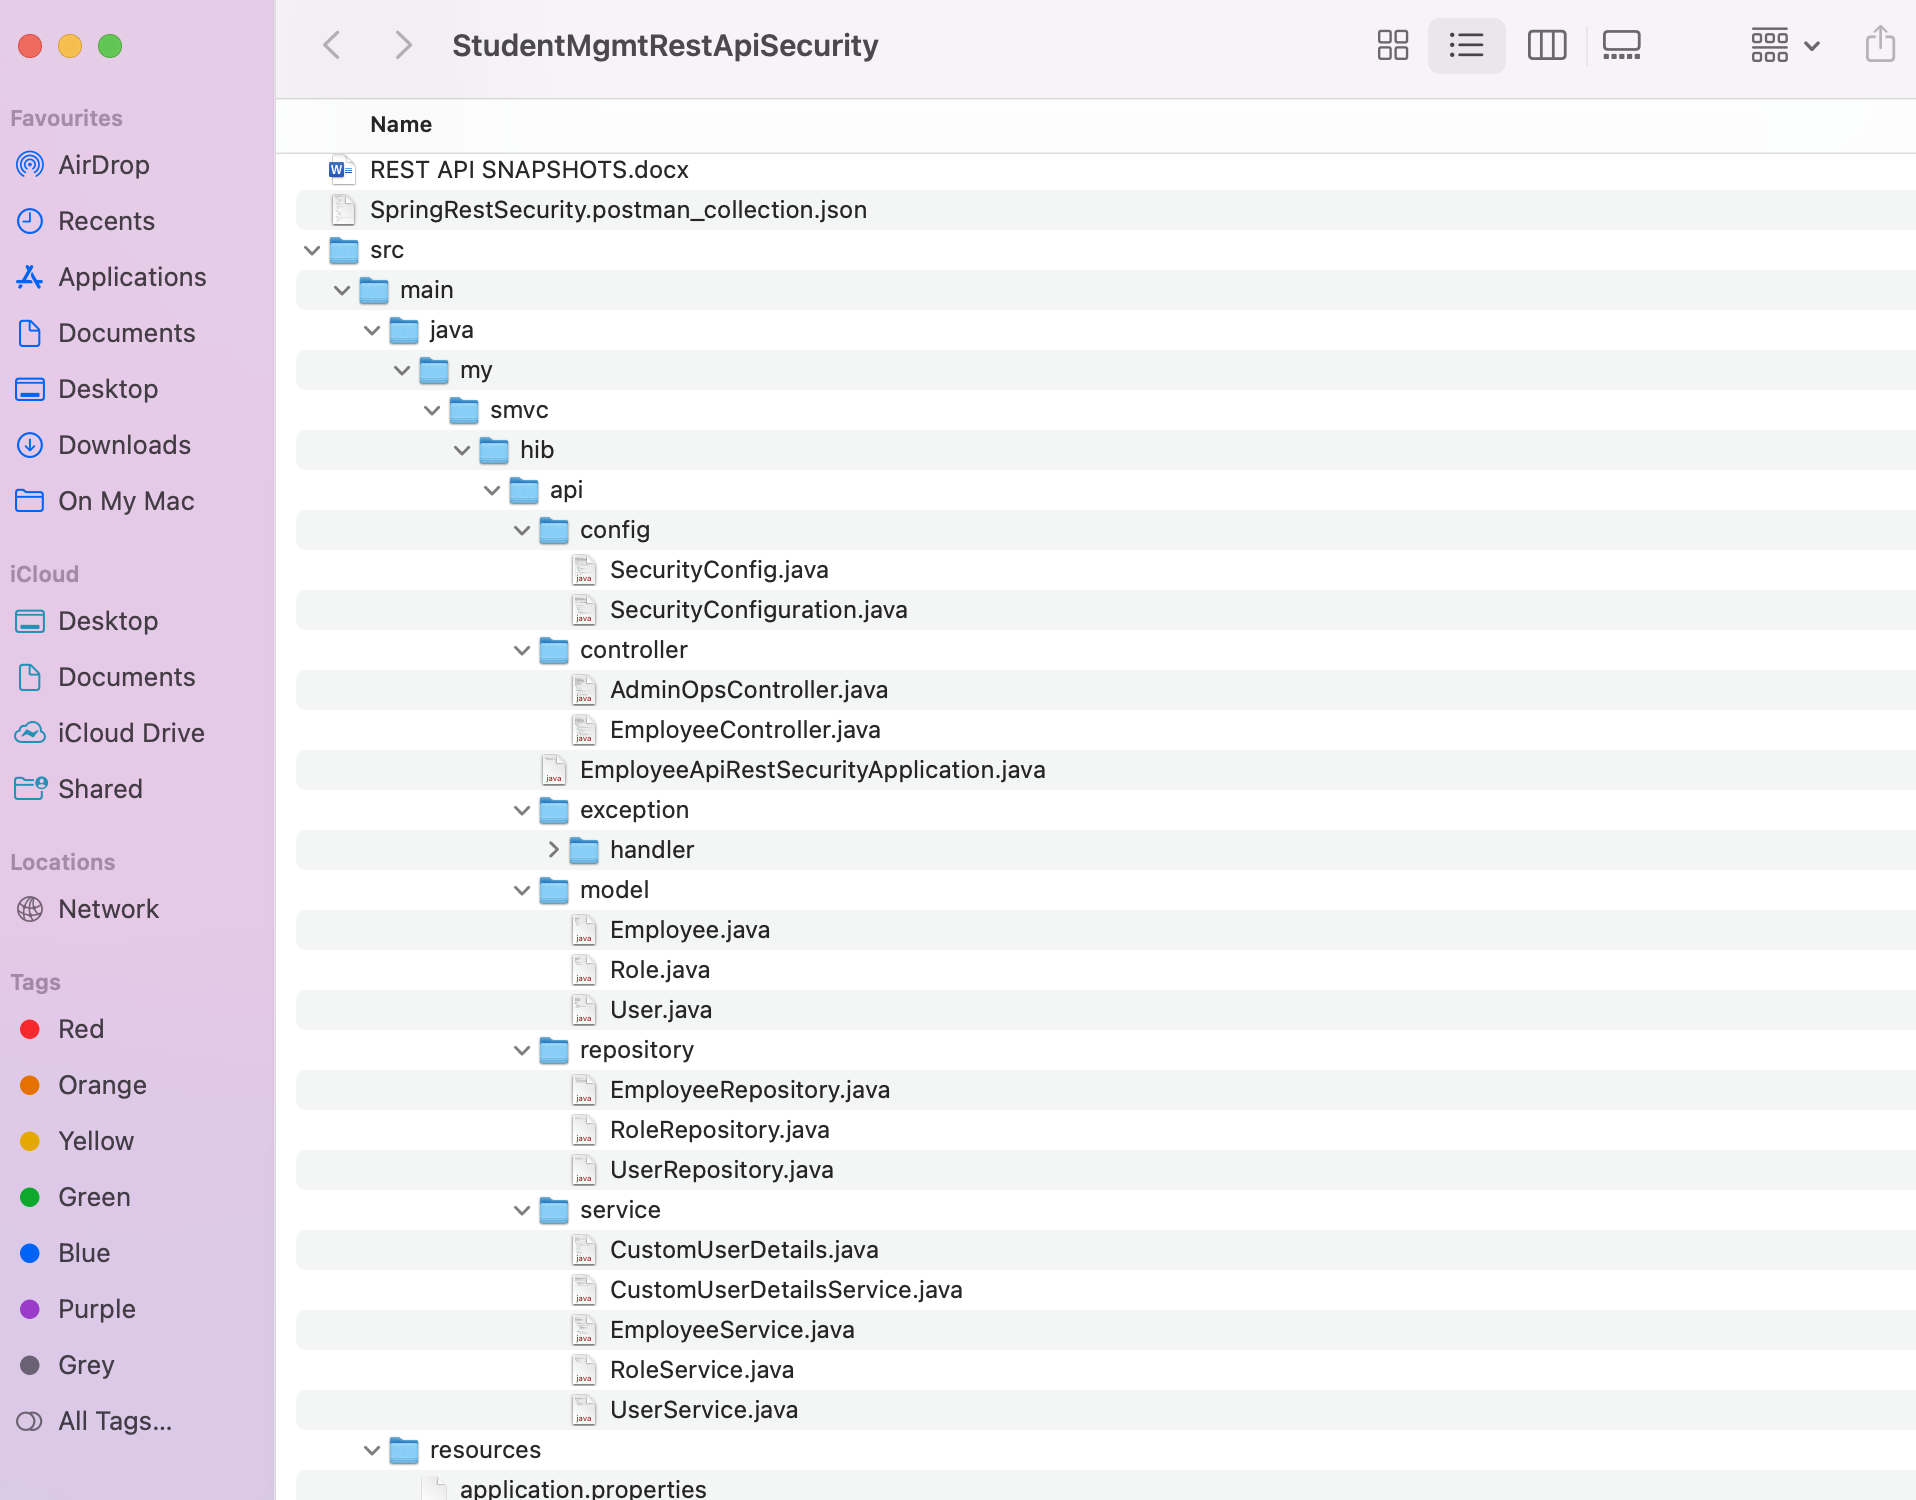 StudentMgmtRestApiSecurity
Favourites
AirDrop
Recents
Applications
Documents
Desktop
Downloads
On My Mac
iCloud
Desktop
Documents
iCloud Drive
Shared
Locations
Network
Tags
Red
Orange
Yellow
Green
Blue
Purple
Grey
All Tags...
Name
REST API SNAPSHOTS.docx
SpringRestSecurity.postman_collection.json
src
main
java
my
smvc
hib
api
config
SecurityConfig.java
SecurityConfiguration.java
controller
AdminOpsController.java
EmployeeController.java
EmployeeApiRestSecurityApplication.java
exception
handler
model
Employee.java
Role.java
User.java
repository
EmployeeRepository.java
RoleRepository.java
UserRepository.java
service
CustomUserDetails.java
CustomUserDetailsService.java
EmployeeService.java
RoleService.java
UserService.java
resources
application.properties